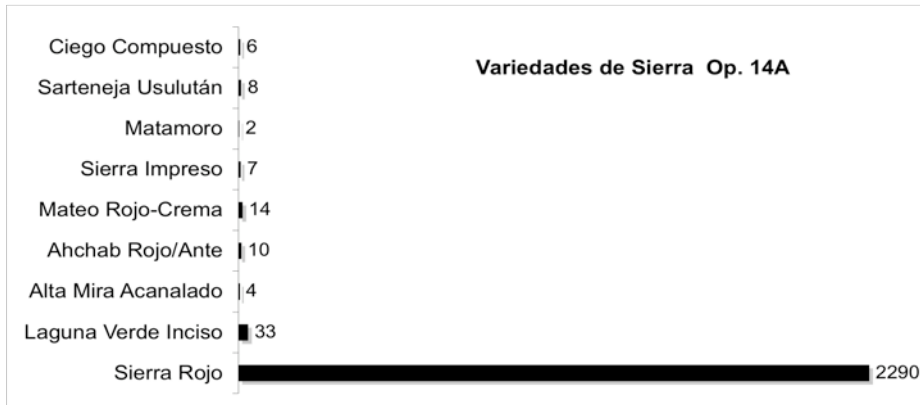 Variedades de Sierra Op. 14A
Ciego Compuesto 6
Sarteneja Usulután 8
Matamoro 2
Sierra Impreso 7
Mateo Rojo-Crema 14
Ahchab Rojo/Ante 10
Alta Mira Acanalado 4
Laguna Verde Inciso 33
Sierra Rojo 2290